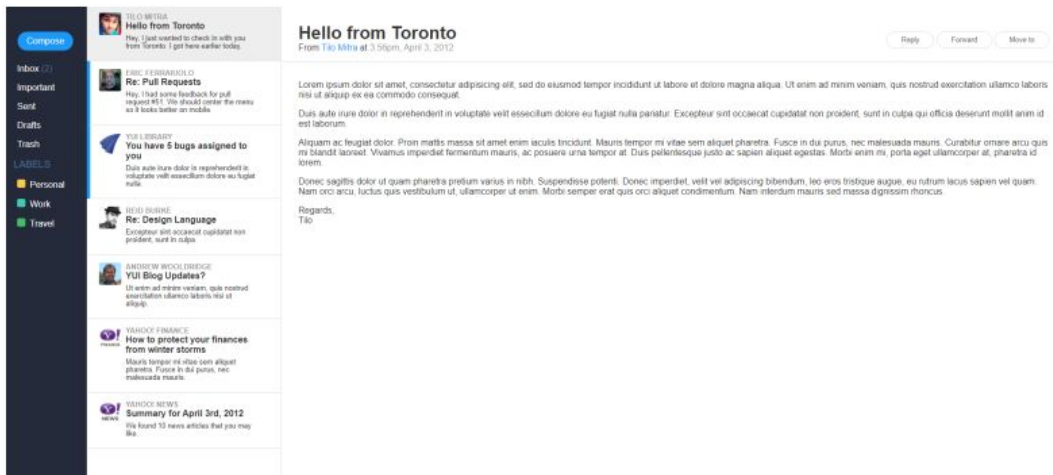 Compose
Inbox (2)
Important
Sent
Drafts
Trash
LABELS
Personal
Work
Travel
TILO MITRA
Hello from Toronto
Hey, I just wanted to check in with you
from Toronto. I got here earlier today.
ERIC FERRAIUOLO
Re: Pull Requests
Hey, I had some feedback for pull
request #51. We should center the menu
so it looks better on mobile.
YUI LIBRARY
You have 5 bugs assigned to
you
Duis aute irure dolor in reprehenderit in
voluptate velit essecillum dolore eu fugiat
nulla.
REID BURKE
Re: Design Language
Excepteur sint occaecat cupidatat non
proident, sunt in culpa.
ANDREW WOOLDRIDGE
YUI Blog Updates?
Ut enim ad minim veniam, quis nostrud
exercitation ullamco laboris nisi ut
aliquip.
YAHOO! FINANCE
How to protect your finances
from winter storms
Mauris tempor mi vitae sem aliquet
pharetra. Fusce in dui purus, nec
malesuada mauris.
YAHOO! NEWS
Summary for April 3rd, 2012
We found 10 news articles that you may
like.
Hello from Toronto
From Tilo Mitra at 3:56pm, April 3, 2012
Reply
Forward
Move to
Lorem ipsum dolor sit amet, consectetur adipisicing elit, sed do eiusmod tempor incididunt ut labore et dolore magna aliqua. Ut enim ad minim veniam, quis nostrud exercitation ullamco laboris
nisi ut aliquip ex ea commodo consequat.
Duis aute irure dolor in reprehenderit in voluptate velit essecillum dolore eu fugiat nulla pariatur. Excepteur sint occaecat cupidatat non proident, sunt in culpa qui officia deserunt mollit anim id
est laborum.
Aliquam ac feugiat dolor. Proin mattis massa sit amet enim iaculis tincidunt. Mauris tempor mi vitae sem aliquet pharetra. Fusce in dui purus, nec malesuada mauris. Curabitur ornare arcu quis
mi blandit laoreet. Vivamus imperdiet fermentum mauris, ac posuere urna tempor at. Duis pellentesque justo ac sapien aliquet egestas. Morbi enim mi, porta eget ullamcorper at, pharetra id
lorem.
Donec sagittis dolor ut quam pharetra pretium varius in nibh. Suspendisse potenti. Donec imperdiet, velit vel adipiscing bibendum, leo eros tristique augue, eu rutrum lacus sapien vel quam.
Nam orci arcu, luctus quis vestibulum ut, ullamcorper ut enim. Morbi semper erat quis orci aliquet condimentum. Nam interdum mauris sed massa dignissim rhoncus.
Regards,
Tilo